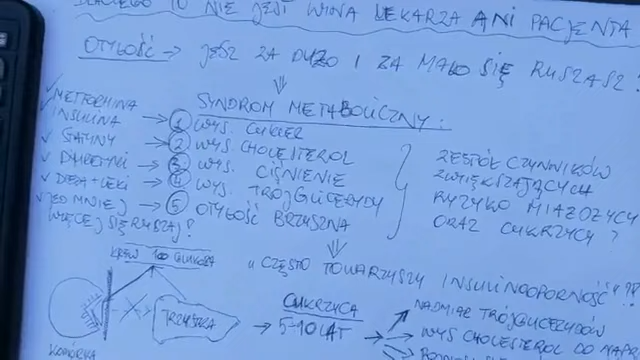 DLACZEGO TO NIE JEST WINA LEKARZA ANI PACJENTA
OTYŁOŚĆ → JESZ ZA DUŻO I ZA MAŁO SIĘ RUSZASZ.
SYNDROM METABOLICZNY.
METFORMINA
INSULINA → 1 WYS. CUKIER
STATYNY → 2 WYS. CHOLESTEROL
→ 3 WYS. CIŚNIENIE
DIETA + LEKI → 4 WYS. TRÓJGLICERYDY
JEDZ MNIEJ → 5 OTYŁOŚĆ BRZUSZNA
WIĘCEJ SIĘ RUSZAJ!
ZESPÓŁ CZYNNIKÓW
ZWIĘKSZAJĄCYCH
RYZYKO MIAŻDŻYCY
ORAZ CUKRZYCY?
"CZĘSTO TOWARZYSZY INSULINOOPORNOŚĆ"??
KREW 100 GLUKOZA
TRZUSTKA
KOMÓRKA
CUKRZYCA
→ 5-10 LAT →
NADMIAR TRÓJGLICERYDÓW
WYS CHOLESTEROL DO